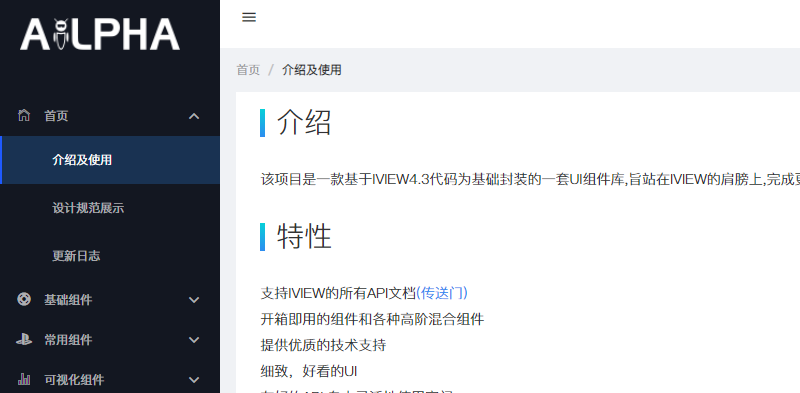 AiLPHA
首页
介绍及使用
设计规范展示
更新日志
基础组件
常用组件
可视化组件
首页 / 介绍及使用
介绍
该项目是一款基于IVIEW4.3代码为基础封装的一套UI组件库,旨站在IVIEW的肩膀上,完成
特性
支持IVIEW的所有API文档(传送门)
开箱即用的组件和各种高阶混合组件
提供优质的技术支持
细致，好看的UI